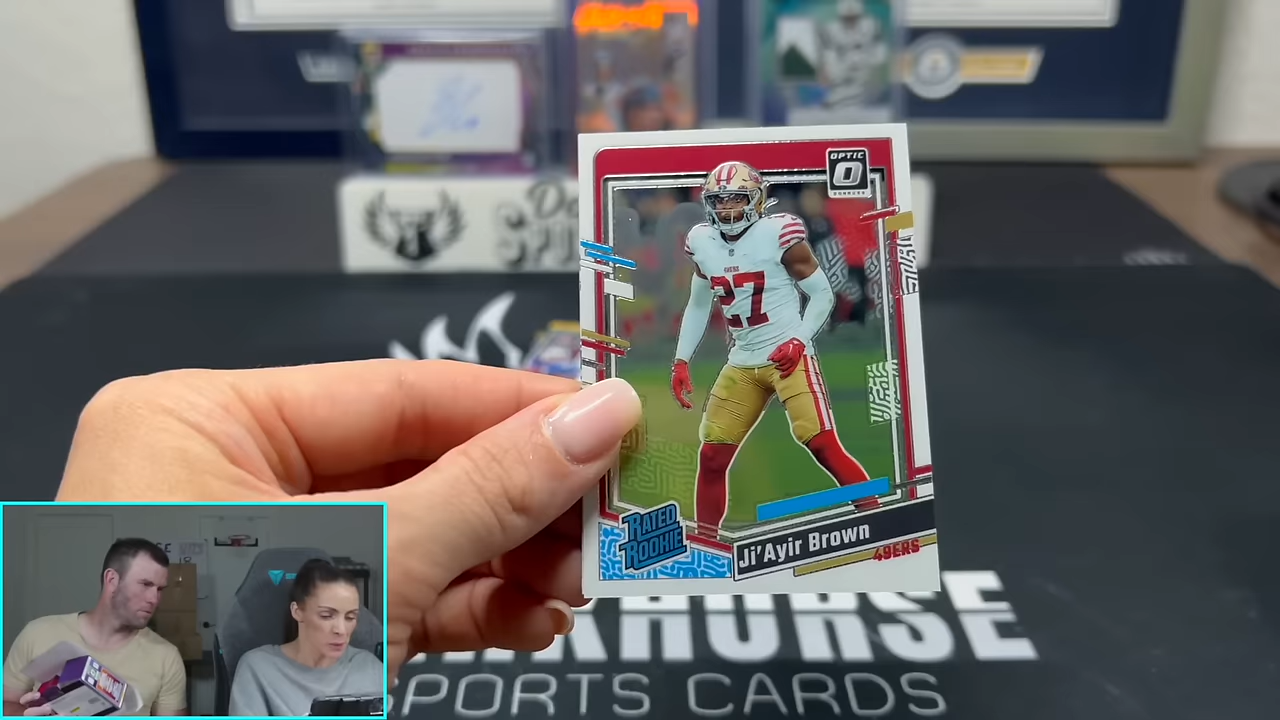 OPTIC
DONRUSS
49ERS
27
RATED
ROOKIE
Ji'Ayir Brown
49ERS
SPORTS CARDS